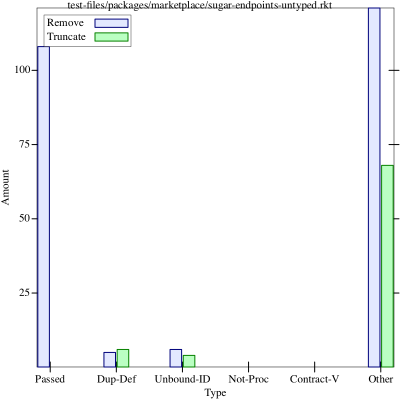 test-files/packages/marketplace/sugar-endpoints-untyped.rkt
Remove
Truncate
100
75
50
25
Amount
Passed Dup-Def Unbound-ID Not-Proc Contract-V Other
Type